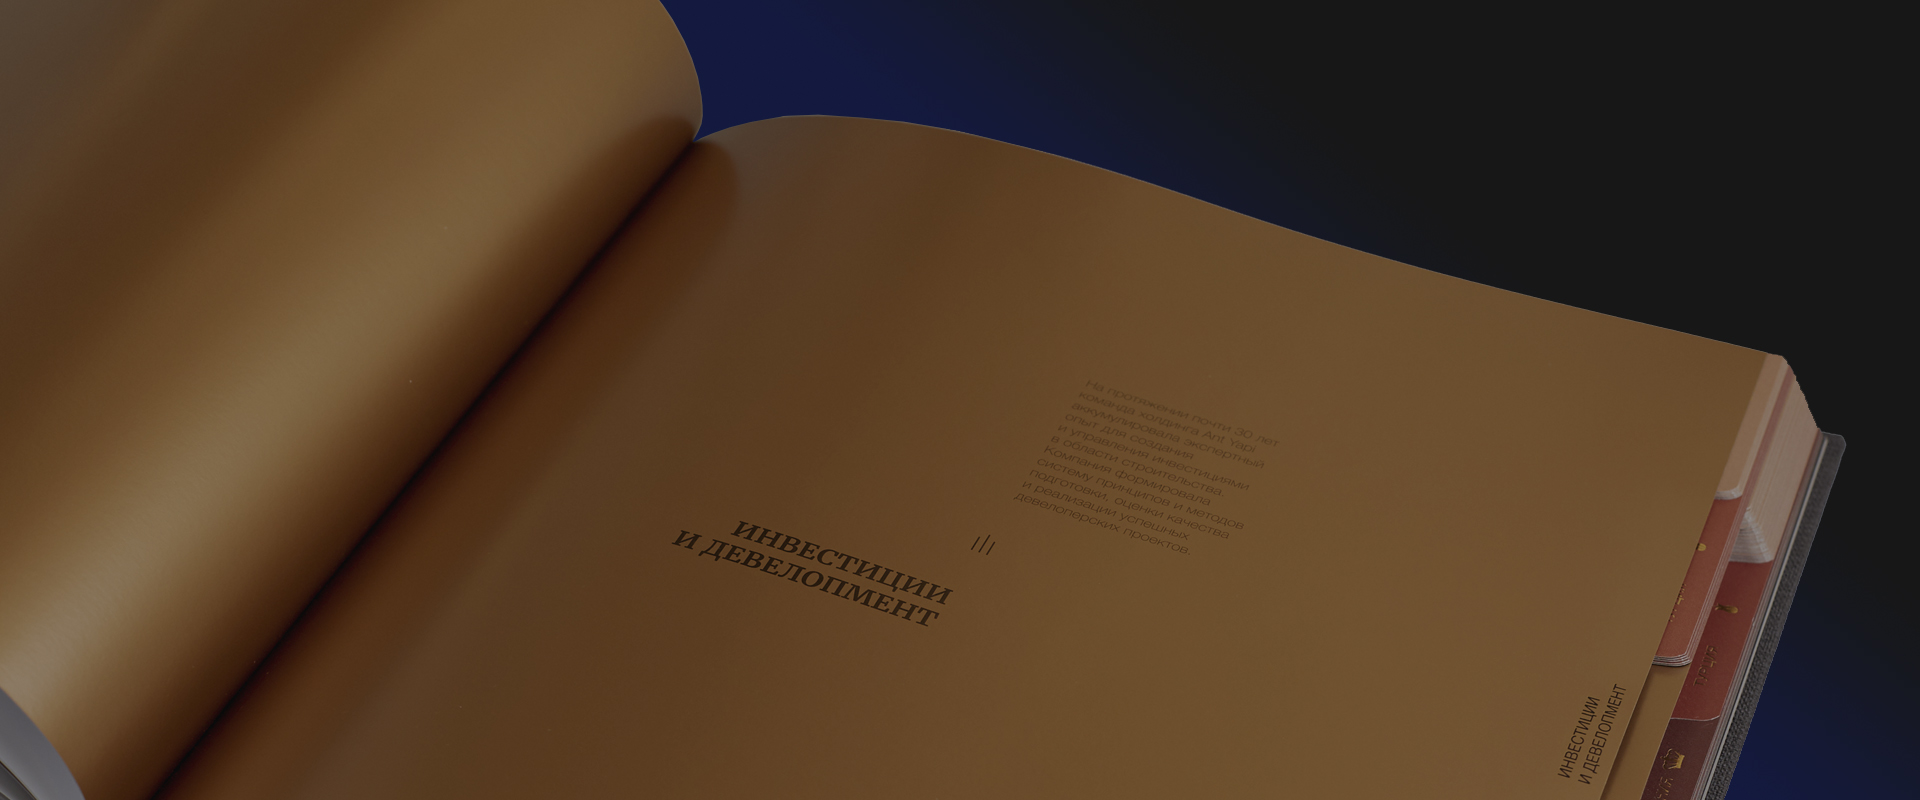 ИНВЕСТИЦИИ
И ДЕВЕЛОПМЕНТ
На протяжении почти 30 лет
команда холдинга Ant Yapi
аккумулировала экспертный
опыт для создания
и управления инвестициями
в области строительства.
Компания формировала
систему принципов и методов
подготовки, оценки качества
и реализации успешных
девелоперских проектов.
ИНВЕСТИЦИИ
И ДЕВЕЛОПМЕНТ